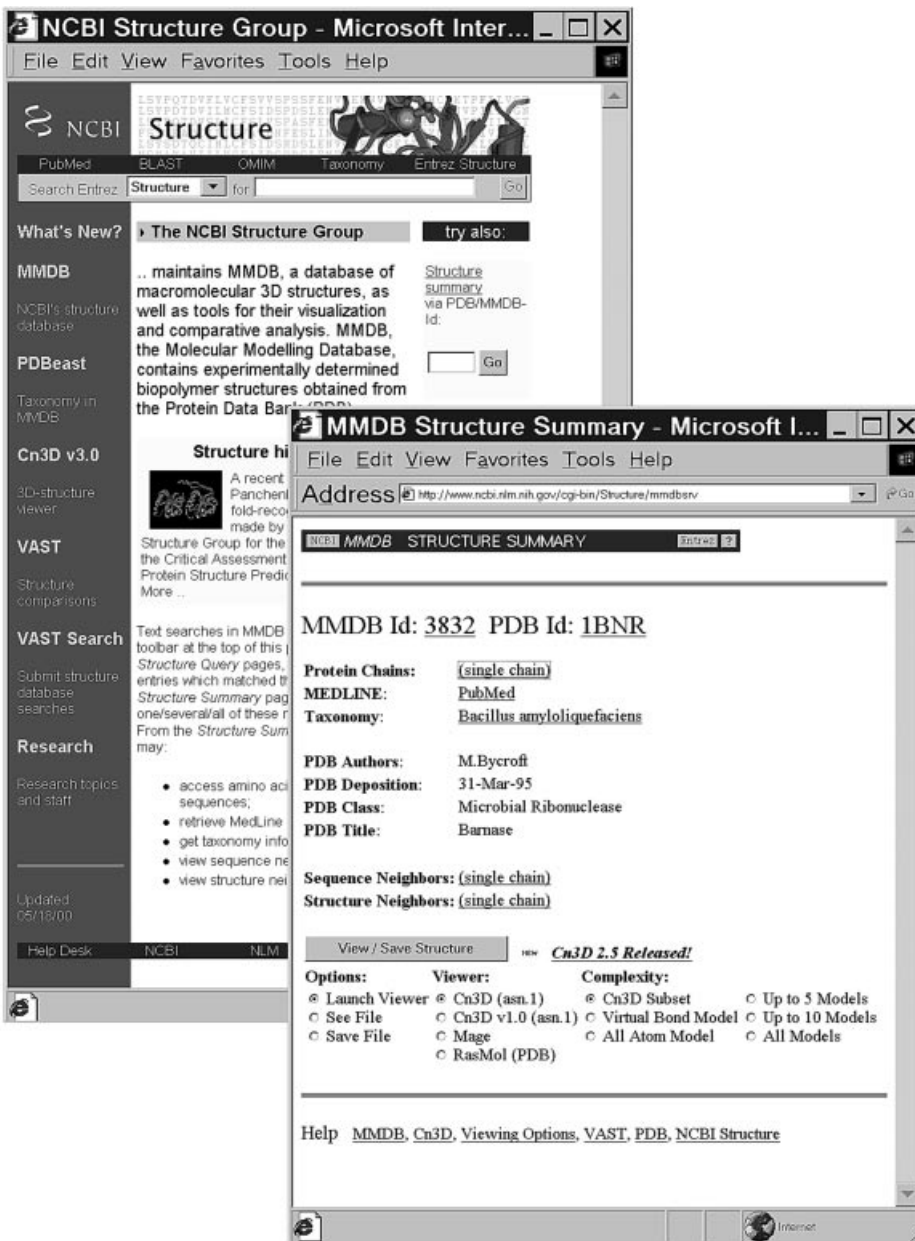 NCBI Structure Group - Microsoft Inter...
File Edit View Favorites Tools Help
NCBI
Structure
PubMed BLAST OMIM Taxonomy Entrez Structure
Search Entrez Structure for Go
What's New?
MMDB
NCBI's structure
database
PDBeast
Taxonomy in
MMDB
Cn3D v3.0
3D-structure
viewer
VAST
Structure
comparisons
VAST Search
Submit structure
database
searches
Research
Research topics
and staff
Updated
05/18/00
The NCBI Structure Group
.. maintains MMDB, a database of
macromolecular 3D structures, as
well as tools for their visualization
and comparative analysis. MMDB,
the Molecular Modelling Database,
contains experimentally determined
biopolymer structures obtained from
the Protein Data Bank (PDB)
try also:
Structure
summary
via PDB/MMDB-
Id:
Go
Structure hi
A recent
Panchenl
fold-reco
made by
Structure Group for the
the Critical Assessment
Protein Structure Predic
More ..
Text searches in MMDB
toolbar at the top of this
Structure Query pages,
entries which matched th
Structure Summary pag
one/several/all of these
From the Structure Sum
may:
• access amino aci
sequences;
• retrieve MedLine
• get taxonomy info
• view sequence ne
• view structure nei
Help Desk NCBI NLM
MMDB Structure Summary - Microsoft I...
File Edit View Favorites Tools Help
Address http://www.ncbi.nlm.nih.gov/cgi-bin/Structure/mmdbsrv Go
NCBI MMDB STRUCTURE SUMMARY Entrez ?
MMDB Id: 3832 PDB Id: 1BNR
Protein Chains: (single chain)
MEDLINE: PubMed
Taxonomy: Bacillus amyloliquefaciens
PDB Authors: M.Bycroft
PDB Deposition: 31-Mar-95
PDB Class: Microbial Ribonuclease
PDB Title: Barnase
Sequence Neighbors: (single chain)
Structure Neighbors: (single chain)
View / Save Structure NEW Cn3D 2.5 Released!
Options: Viewer: Complexity:
Launch Viewer Cn3D (asn.1) Cn3D Subset Up to 5 Models
See File Cn3D v1.0 (asn.1) Virtual Bond Model Up to 10 Models
Save File Mage All Atom Model All Models
RasMol (PDB)
Help MMDB, Cn3D, Viewing Options, VAST, PDB, NCBI Structure
Internet